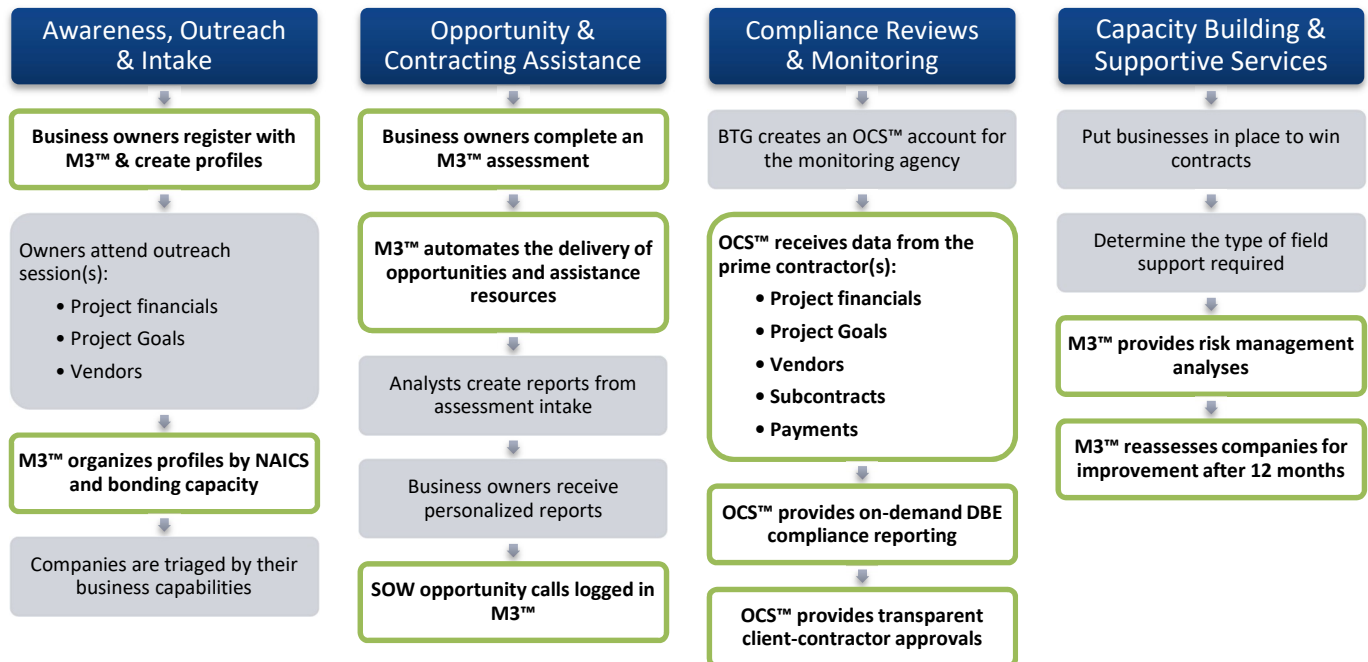 Awareness, Outreach
& Intake
Business owners register with
M3™ & create profiles
Owners attend outreach
session(s):
• Project financials
• Project Goals
• Vendors
M3™ organizes profiles by NAICS
and bonding capacity
Companies are triaged by their
business capabilities
Opportunity &
Contracting Assistance
Business owners complete an
M3™ assessment
M3™ automates the delivery of
opportunities and assistance
resources
Analysts create reports from
assessment intake
Business owners receive
personalized reports
SOW opportunity calls logged in
M3™
Compliance Reviews
& Monitoring
BTG creates an OCS™ account for
the monitoring agency
OCS™ receives data from the
prime contractor(s):
• Project financials
• Project Goals
• Vendors
• Subcontracts
• Payments
OCS™ provides on-demand DBE
compliance reporting
OCS™ provides transparent
client-contractor approvals
Capacity Building &
Supportive Services
Put businesses in place to win
contracts
Determine the type of field
support required
M3™ provides risk management
analyses
M3™ reassesses companies for
improvement after 12 months